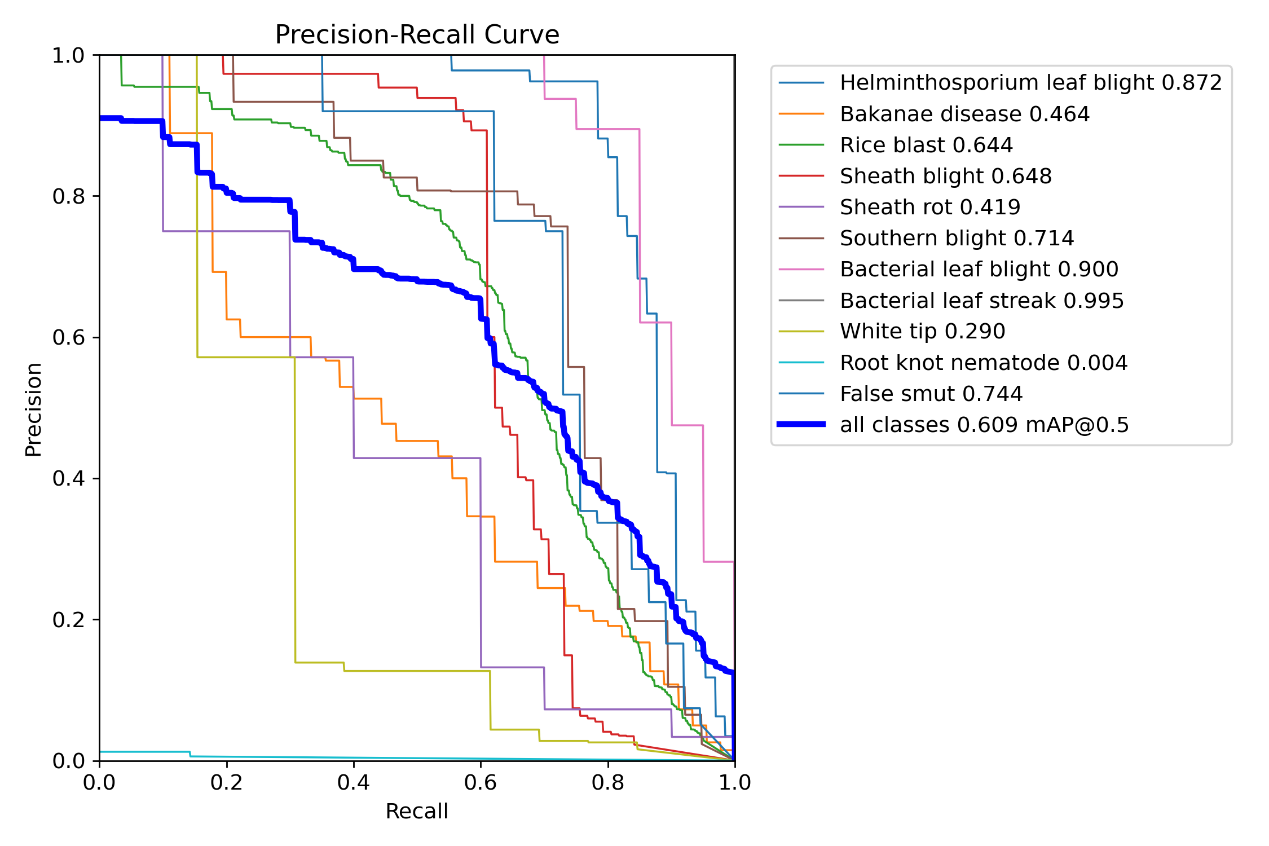 Precision-Recall Curve
1.0
0.8
0.6
0.4
0.2
0.0
Precision
0.0 0.2 0.4 0.6 0.8 1.0
Recall
Helminthosporium leaf blight 0.872
Bakanae disease 0.464
Rice blast 0.644
Sheath blight 0.648
Sheath rot 0.419
Southern blight 0.714
Bacterial leaf blight 0.900
Bacterial leaf streak 0.995
White tip 0.290
Root knot nematode 0.004
False smut 0.744
all classes 0.609 mAP@0.5